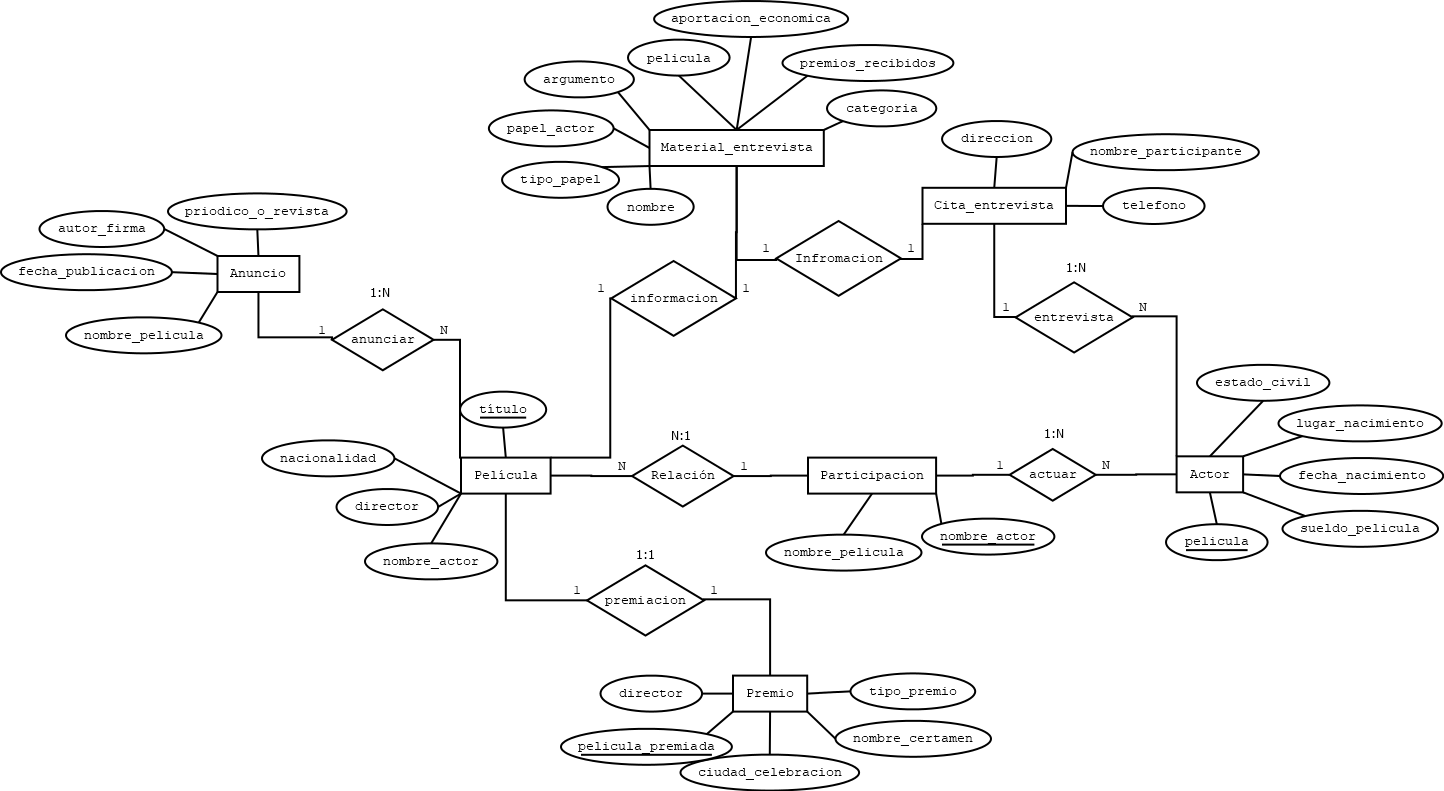 aportacion_economica
pelicula
premios_recibidos
argumento
categoria
papel_actor
Material_entrevista
direccion
nombre_participante
tipo_papel
nombre
Cita_entrevista
telefono
priodico_o_revista
autor_firma
fecha_publicacion
Anuncio
nombre_pelicula
1
Infromacion
1
1:N
1
informacion
1
1
entrevista
N
1:N
1
anunciar
N
título
estado_civil
lugar_nacimiento
nacionalidad
director
nombre_actor
Película
N:1
N
Relación
1
Participacion
1:N
1
actuar
N
Actor
fecha_nacimiento
sueldo_pelicula
pelicula
nombre_pelicula
nombre_actor
1:1
1
premiacion
1
director
Premio
tipo_premio
pelicula_premiada
nombre_certamen
ciudad_celebracion